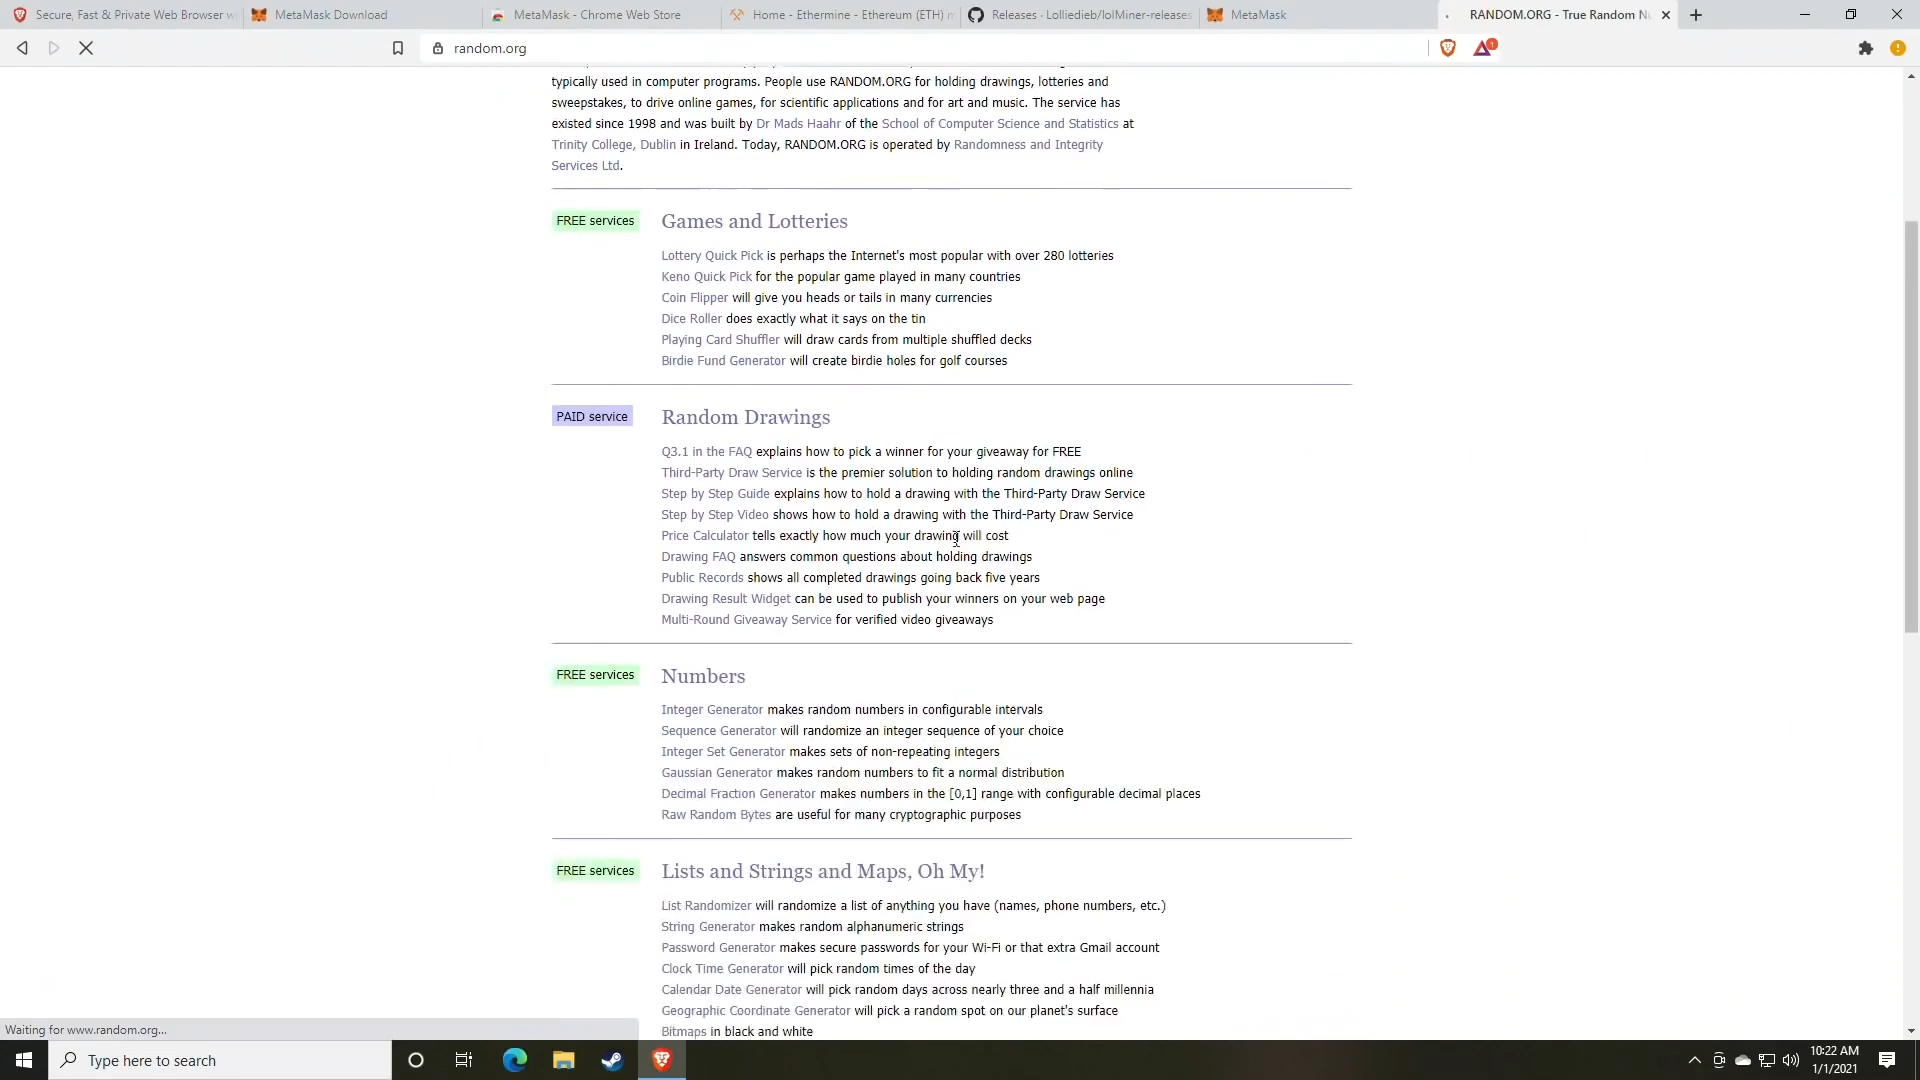 Secure, Fast & Private Web Browser w
MetaMask Download
MetaMask - Chrome Web Store
Home - Ethermine - Ethereum (ETH) m
Releases · Lolliedieb/lolMiner-releases
MetaMask
RANDOM.ORG - True Random Nu
random.org
1
typically used in computer programs. People use RANDOM.ORG for holding drawings, lotteries and
sweepstakes, to drive online games, for scientific applications and for art and music. The service has
existed since 1998 and was built by Dr Mads Haahr of the School of Computer Science and Statistics at
Trinity College, Dublin in Ireland. Today, RANDOM.ORG is operated by Randomness and Integrity
Services Ltd.
FREE services
Games and Lotteries
Lottery Quick Pick is perhaps the Internet's most popular with over 280 lotteries
Keno Quick Pick for the popular game played in many countries
Coin Flipper will give you heads or tails in many currencies
Dice Roller does exactly what it says on the tin
Playing Card Shuffler will draw cards from multiple shuffled decks
Birdie Fund Generator will create birdie holes for golf courses
PAID service
Random Drawings
Q3.1 in the FAQ explains how to pick a winner for your giveaway for FREE
Third-Party Draw Service is the premier solution to holding random drawings online
Step by Step Guide explains how to hold a drawing with the Third-Party Draw Service
Step by Step Video shows how to hold a drawing with the Third-Party Draw Service
Price Calculator tells exactly how much your drawing will cost
Drawing FAQ answers common questions about holding drawings
Public Records shows all completed drawings going back five years
Drawing Result Widget can be used to publish your winners on your web page
Multi-Round Giveaway Service for verified video giveaways
FREE services
Numbers
Integer Generator makes random numbers in configurable intervals
Sequence Generator will randomize an integer sequence of your choice
Integer Set Generator makes sets of non-repeating integers
Gaussian Generator makes random numbers to fit a normal distribution
Decimal Fraction Generator makes numbers in the [0,1] range with configurable decimal places
Raw Random Bytes are useful for many cryptographic purposes
FREE services
Lists and Strings and Maps, Oh My!
List Randomizer will randomize a list of anything you have (names, phone numbers, etc.)
String Generator makes random alphanumeric strings
Password Generator makes secure passwords for your Wi-Fi or that extra Gmail account
Clock Time Generator will pick random times of the day
Calendar Date Generator will pick random days across nearly three and a half millennia
Geographic Coordinate Generator will pick a random spot on our planet's surface
Bitmaps in black and white
Waiting for www.random.org...
Type here to search
10:22 AM
1/1/2021